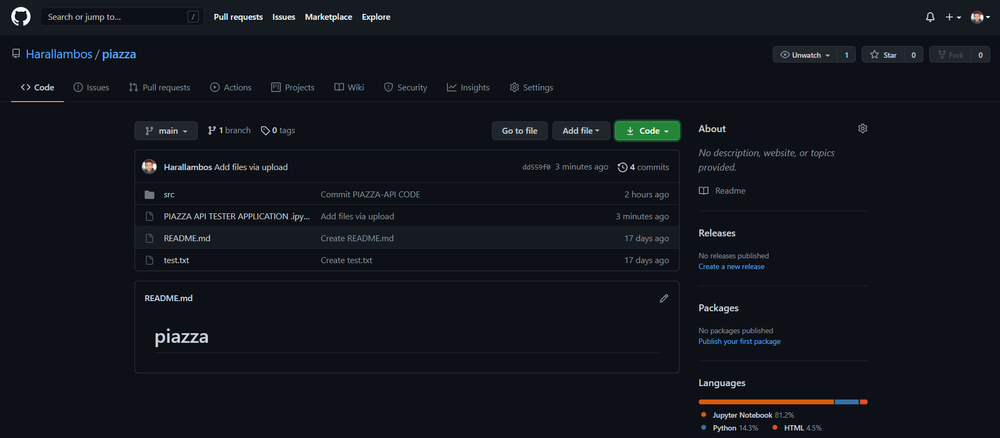 Search or jump to... /
Pull requests Issues Marketplace Explore
Harallambos / piazza
Unwatch 1 Star 0 Fork 0
Code Issues Pull requests Actions Projects Wiki Security Insights Settings
main 1 branch 0 tags Go to file Add file Code
Harallambos Add files via upload dd559f0 3 minutes ago 4 commits
src Commit PIAZZA-API CODE 2 hours ago
PIAZZA API TESTER APPLICATION .ipy... Add files via upload 3 minutes ago
README.md Create README.md 17 days ago
test.txt Create test.txt 17 days ago
README.md
piazza
About
No description, website, or topics
provided.
Readme
Releases
No releases published
Create a new release
Packages
No packages published
Publish your first package
Languages
Jupyter Notebook 81.2%
Python 14.3% HTML 4.5%